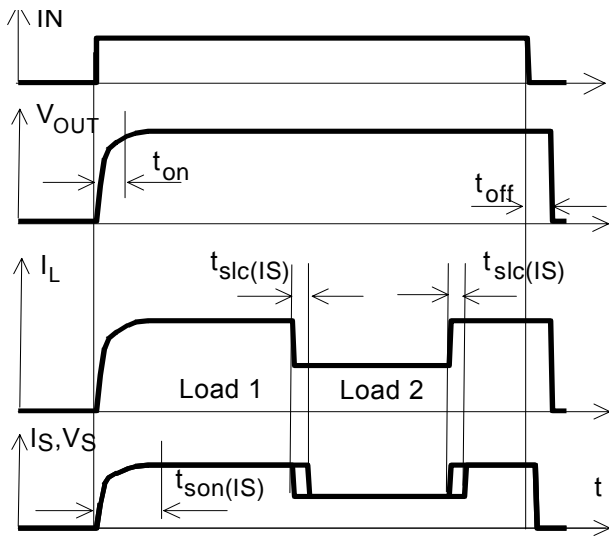 IN
VOUT
ton
toff
IL
tslc(IS) tslc(IS)
Load 1 Load 2
IS,VS
tson(IS)
t